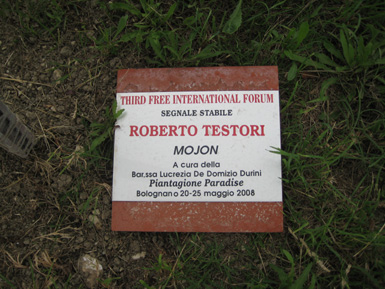 THIRD FREE INTERNATIONAL FORUM
SEGNALE STABILE
ROBERTO TESTORI
MOJON
A cura della
Bar.ssa Lucrezia De Domizio Durini
Piantagione Paradise
Bolognano 20-25 maggio 2008